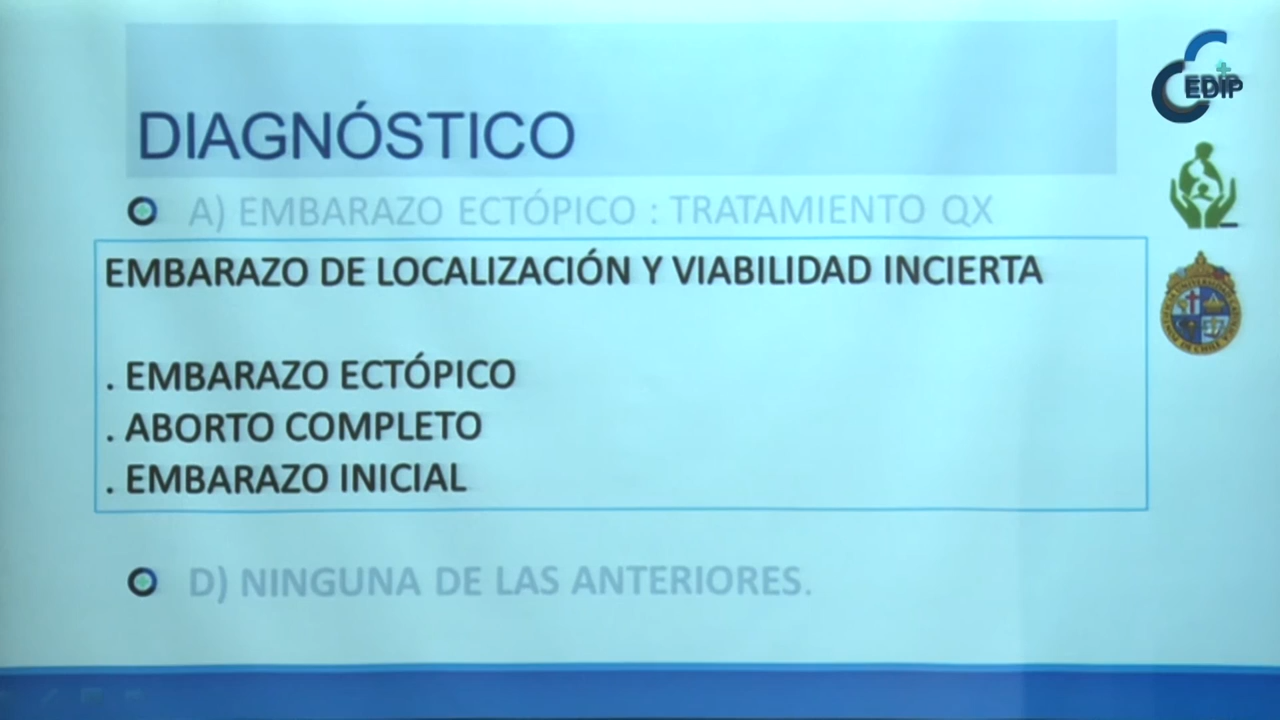 DIAGNÓSTICO
A) EMBARAZO ECTÓPICO : TRATAMIENTO QX
EMBARAZO DE LOCALIZACIÓN Y VIABILIDAD INCIERTA
. EMBARAZO ECTÓPICO
. ABORTO COMPLETO
. EMBARAZO INICIAL
D) NINGUNA DE LAS ANTERIORES.
EDIP